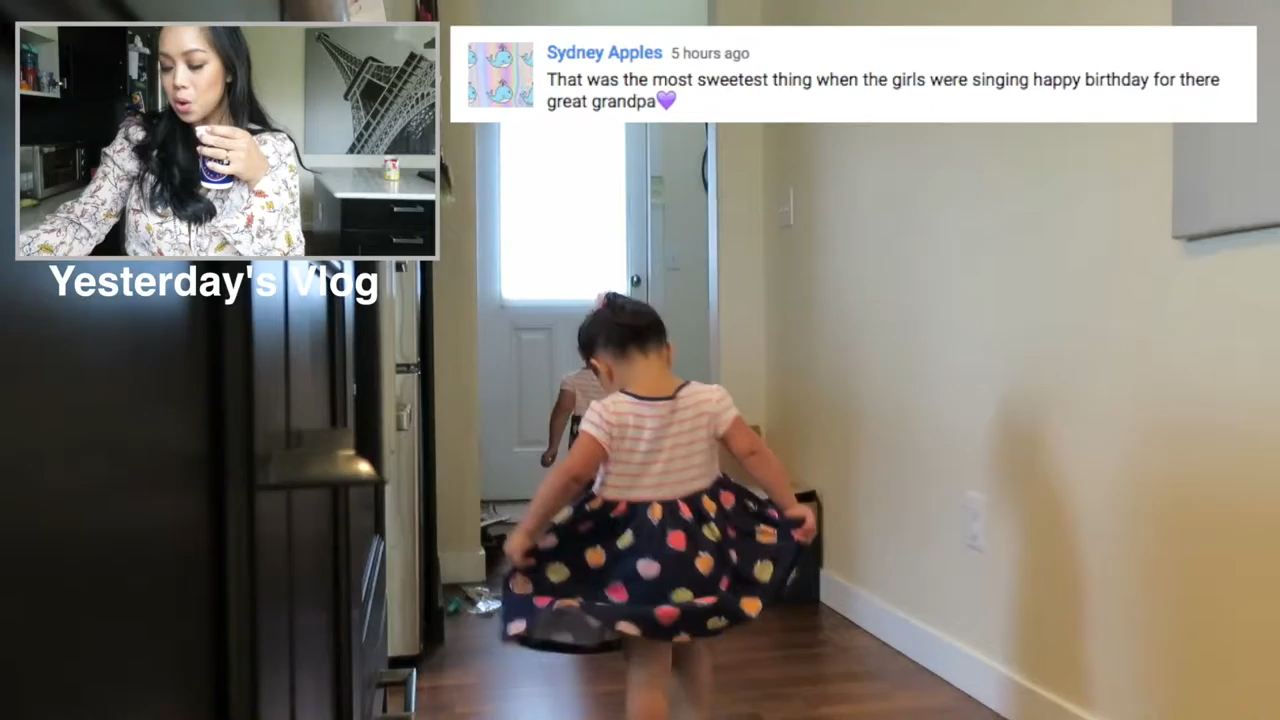 Sydney Apples 5 hours ago
That was the most sweetest thing when the girls were singing happy birthday for there
great grandpa💜
Yesterday's Vlog